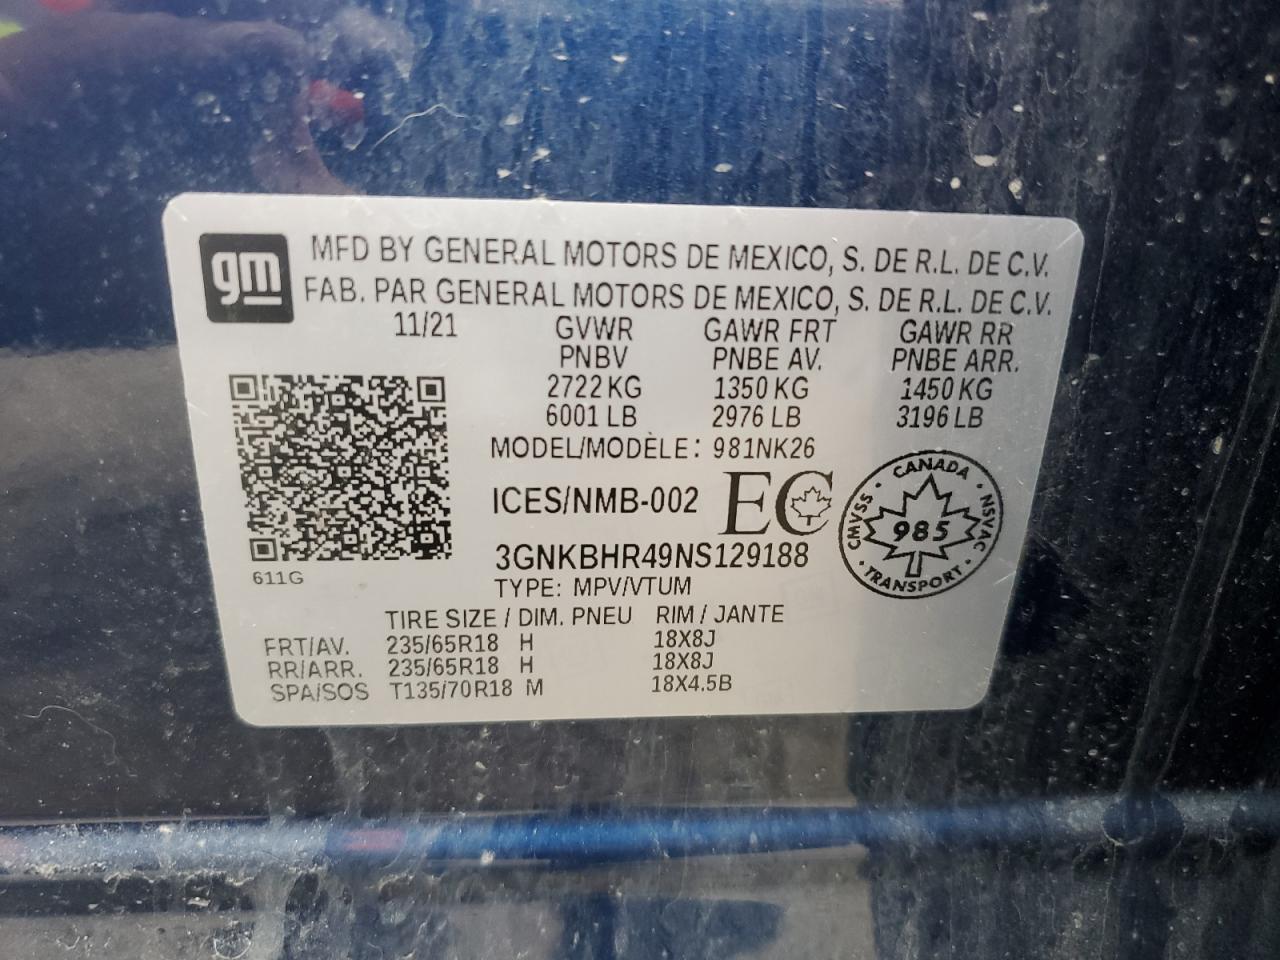 gm
MFD BY GENERAL MOTORS DE MEXICO, S. DE R.L. DE C.V.
FAB. PAR GENERAL MOTORS DE MEXICO, S. DE R.L. DE C.V.
11/21 GVWR GAWR FRT GAWR RR
PNBV PNBE AV. PNBE ARR.
2722 KG 1350 KG 1450 KG
6001 LB 2976 LB 3196 LB
MODEL/MODÈLE: 981NK26
ICES/NMB-002 EC
CANADA
CMVSS • 985 • NSVAC
TRANSPORT
3GNKBHR49NS129188
611G
TYPE: MPV/VTUM
TIRE SIZE / DIM. PNEU RIM / JANTE
FRT/AV. 235/65R18 H 18X8J
RR/ARR. 235/65R18 H 18X8J
SPA/SOS T135/70R18 M 18X4.5B